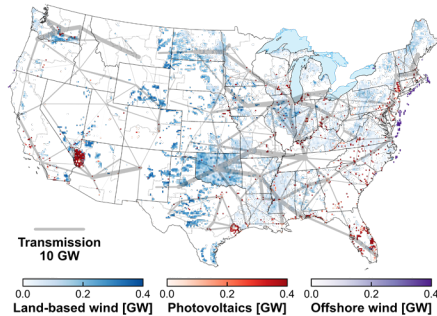 Transmission
10 GW
0.0 0.2 0.4 0.0 0.2 0.4 0.0 0.2 0.4
Land-based wind [GW] Photovoltaics [GW] Offshore wind [GW]